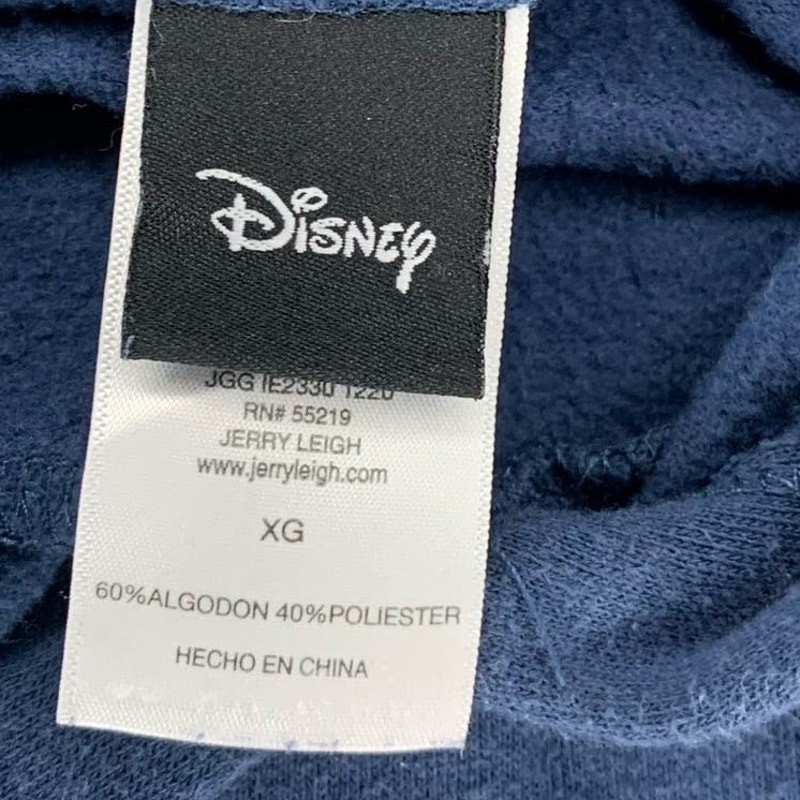 Disney
JGG IE2330 1220
RN# 55219
JERRY LEIGH
www.jerryleigh.com
XG
60%ALGODON 40%POLIESTER
HECHO EN CHINA